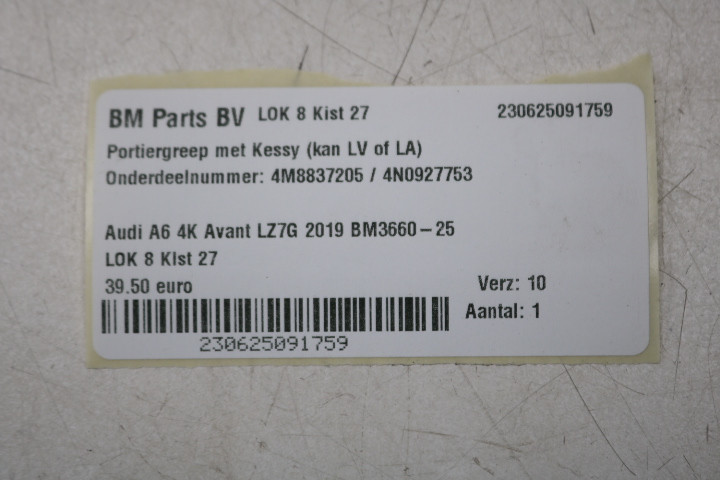 BM Parts BV LOK 8 Kist 27 230625091759
Portiergreep met Kessy (kan LV of LA)
Onderdeelnummer: 4M8837205 / 4N0927753
Audi A6 4K Avant LZ7G 2019 BM3660-25
LOK 8 KIst 27
39.50 euro Verz: 10
Aantal: 1
230625091759